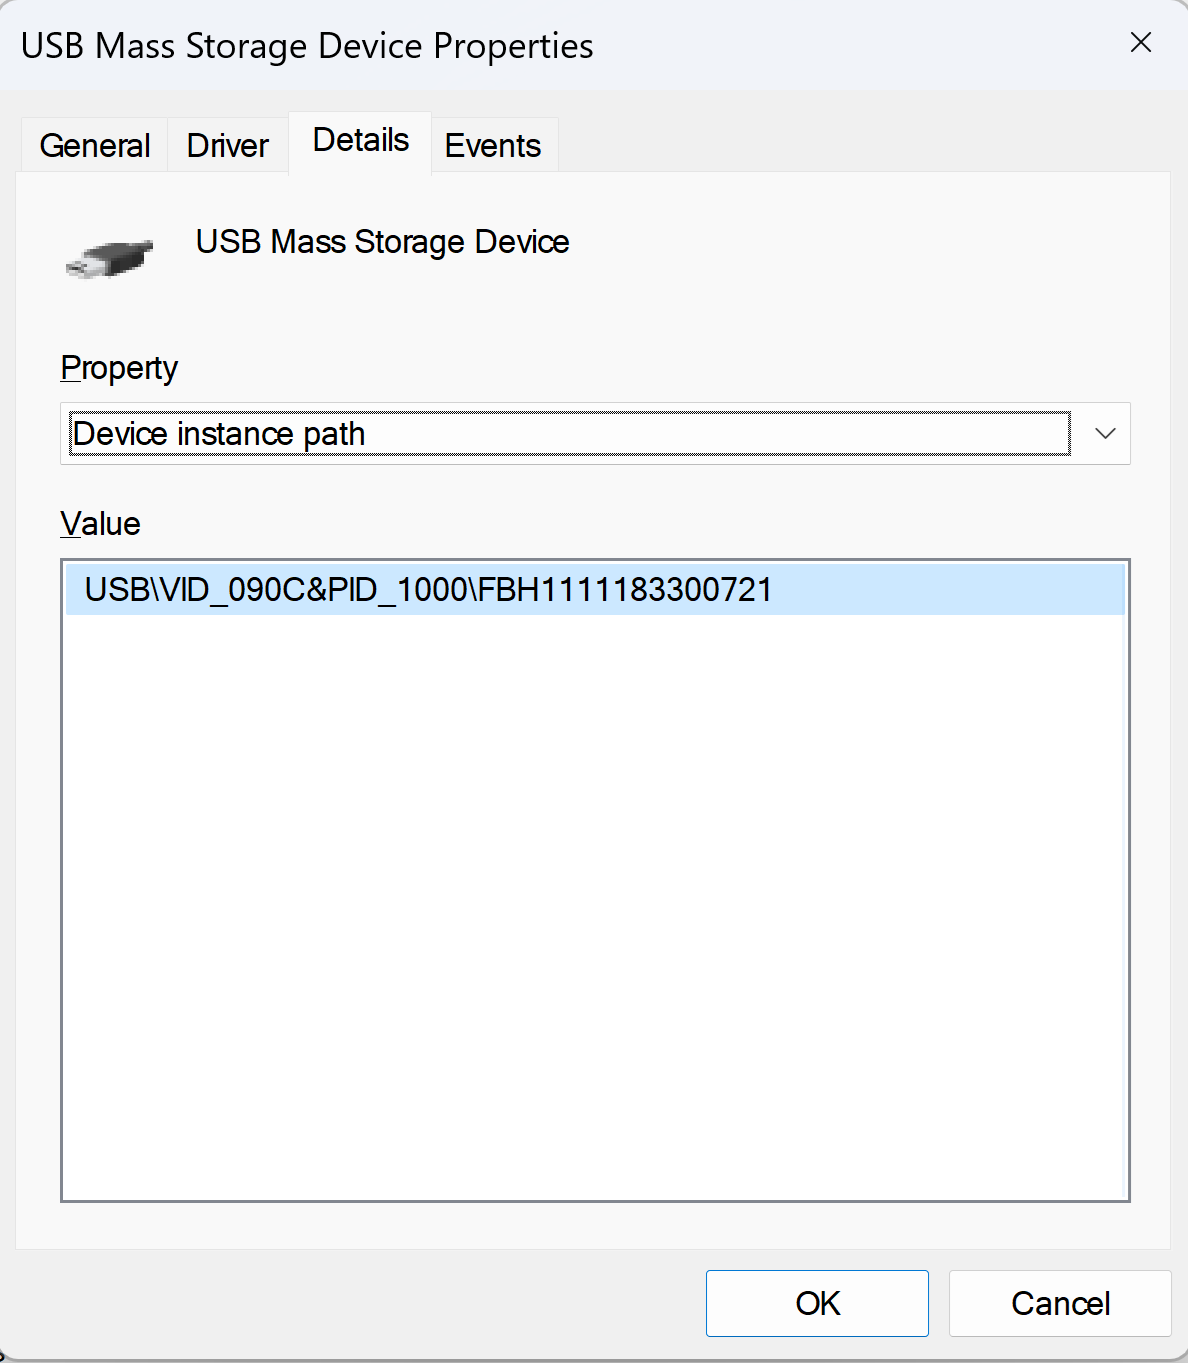 USB Mass Storage Device Properties
General Driver Details Events
USB Mass Storage Device
Property
Device instance path
Value
USB\VID_090C&PID_1000\FBH1111183300721
OK Cancel